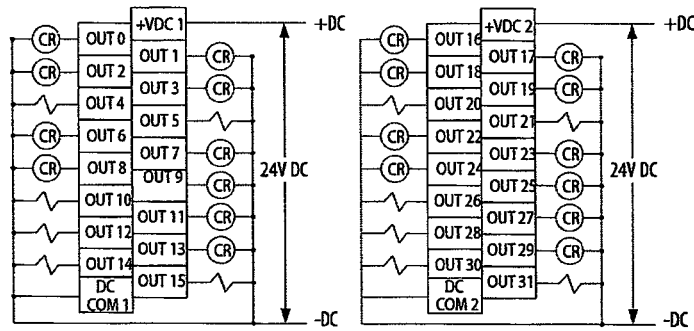 +VDC 1 +DC
CR OUT 0
OUT 1 CR
CR OUT 2
OUT 3 CR
OUT 4
OUT 5
CR OUT 6
OUT 7 CR
CR OUT 8
24V DC
OUT 9 CR
OUT 10
OUT 11 CR
OUT 12
OUT 13 CR
OUT 14
OUT 15
DC
COM 1
-DC
+VDC 2 +DC
CR OUT 16
OUT 17 CR
CR OUT 18
OUT 19 CR
OUT 20
OUT 21
CR OUT 22
OUT 23 CR
CR OUT 24
24V DC
OUT 25 CR
OUT 26
OUT 27 CR
OUT 28
OUT 29 CR
OUT 30
OUT 31
DC
COM 2
-DC